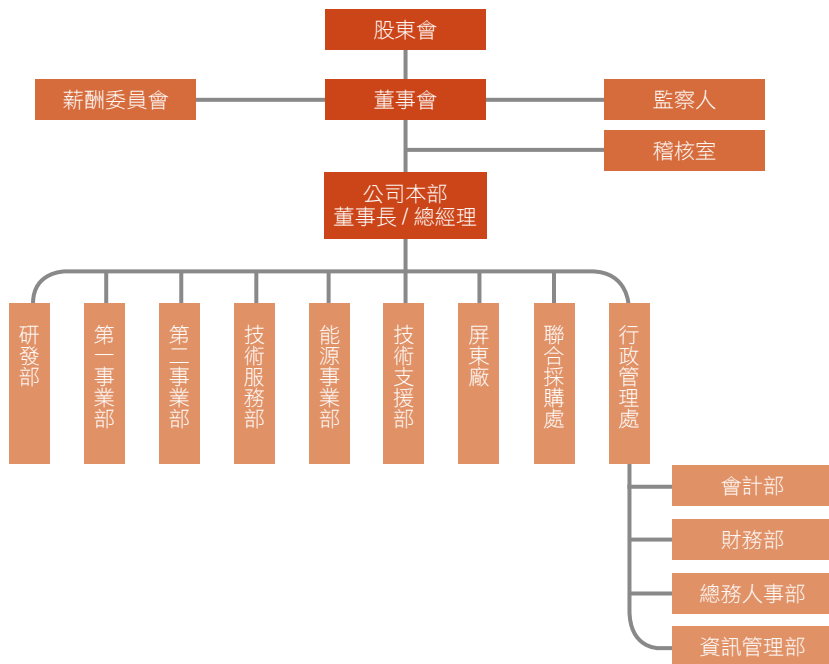 股東會
薪酬委員會
董事會
監察人
稽核室
公司本部
董事長 / 總經理
研發部
第一事業部
第二事業部
技術服務部
能源事業部
技術支援部
屏東廠
聯合採購處
行政管理處
會計部
財務部
總務人事部
資訊管理部